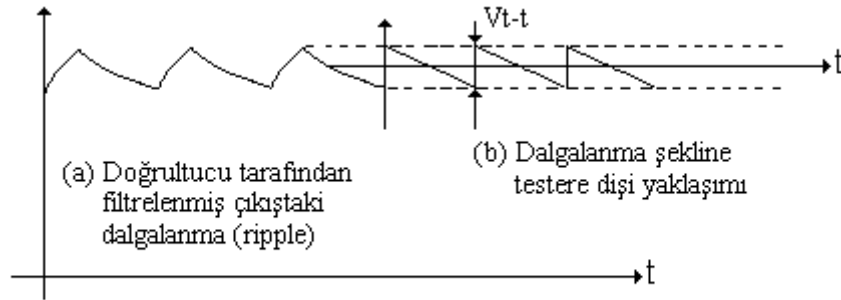 Vt-t
t
(a) Doğrultucu tarafından
filtrelenmiş çıkıştaki
dalgalanma (ripple)
(b) Dalgalanma şekline
testere dişi yaklaşımı
t